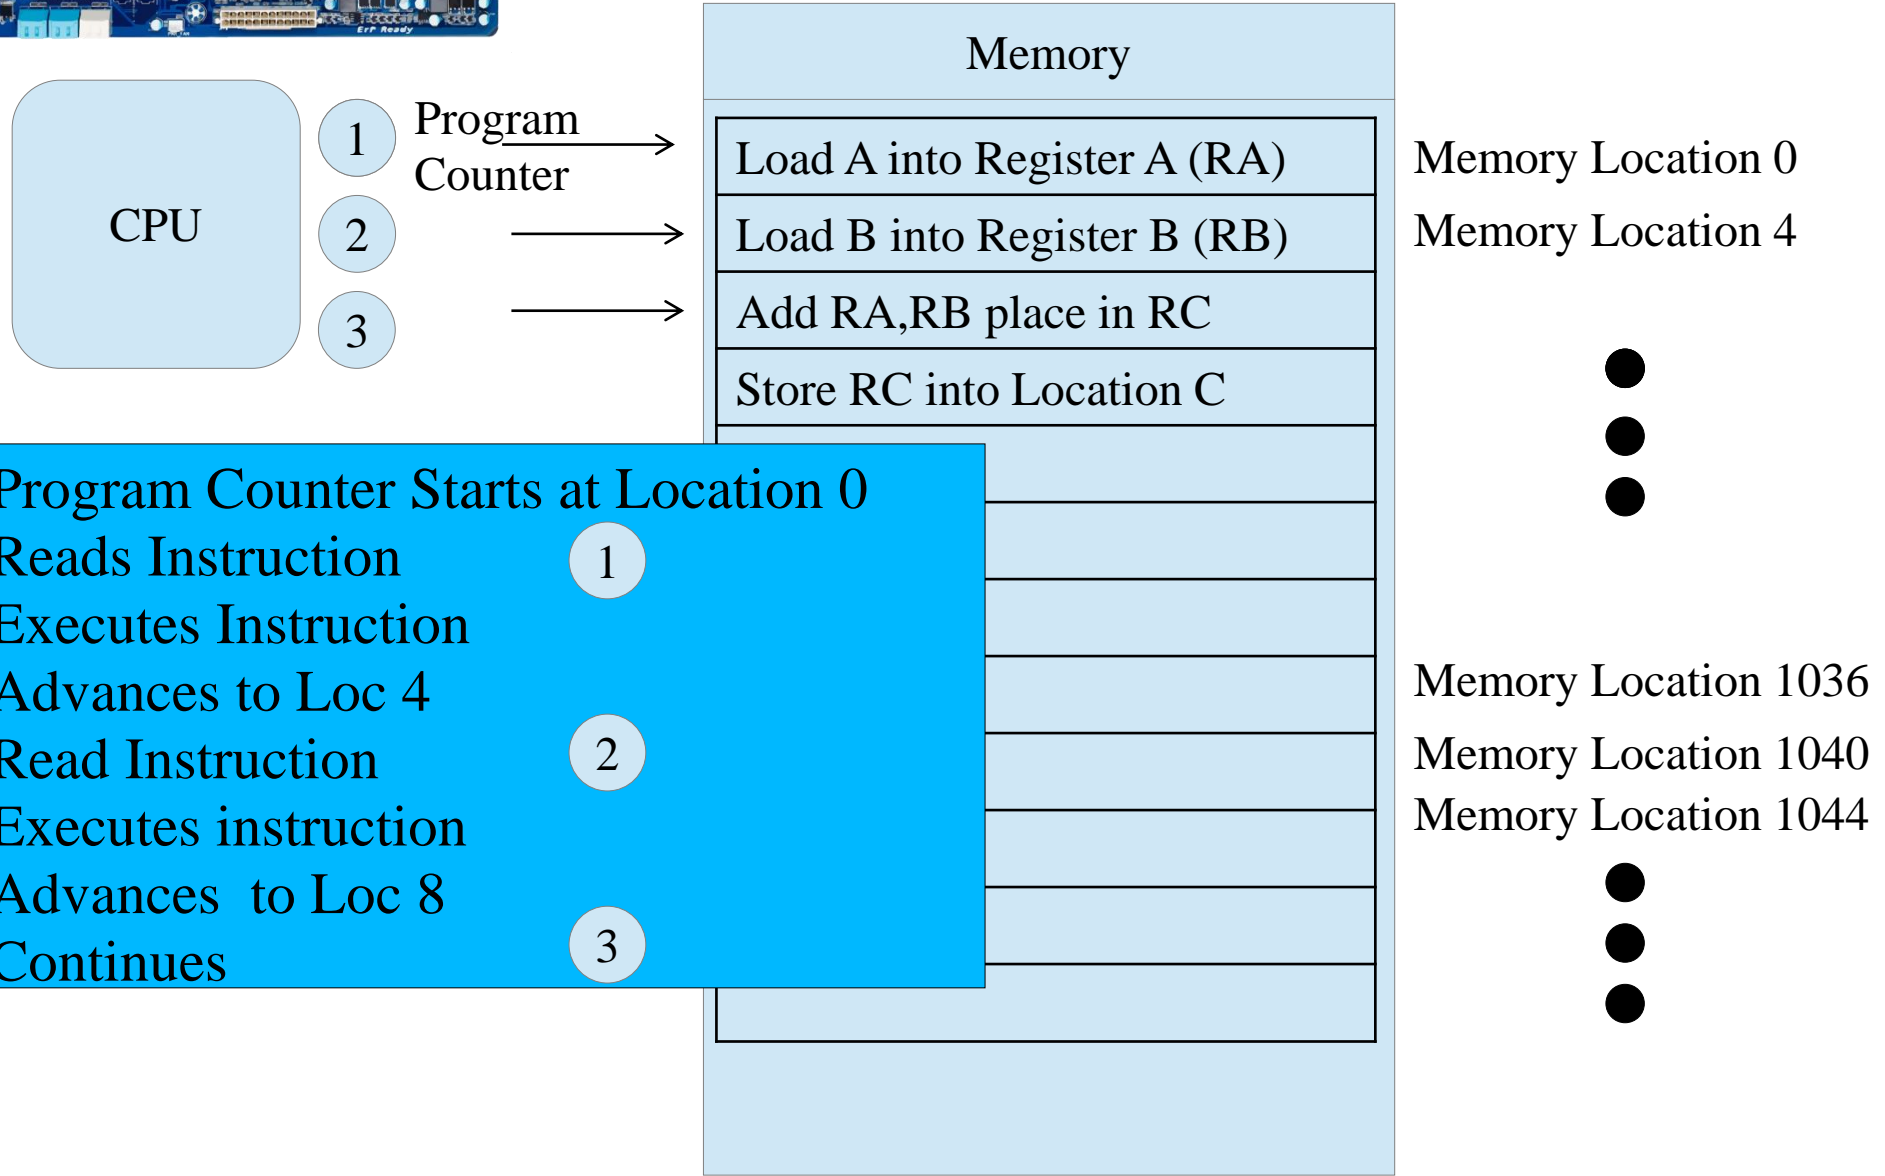 ErP Ready
Memory
CPU
1
Program
Counter
2
3
Load A into Register A (RA)
Load B into Register B (RB)
Add RA,RB place in RC
Store RC into Location C
Memory Location 0
Memory Location 4
Program Counter Starts at Location 0
Reads Instruction
1
Executes Instruction
Advances to Loc 4
Read Instruction
2
Executes instruction
Advances to Loc 8
Continues
3
Memory Location 1036
Memory Location 1040
Memory Location 1044